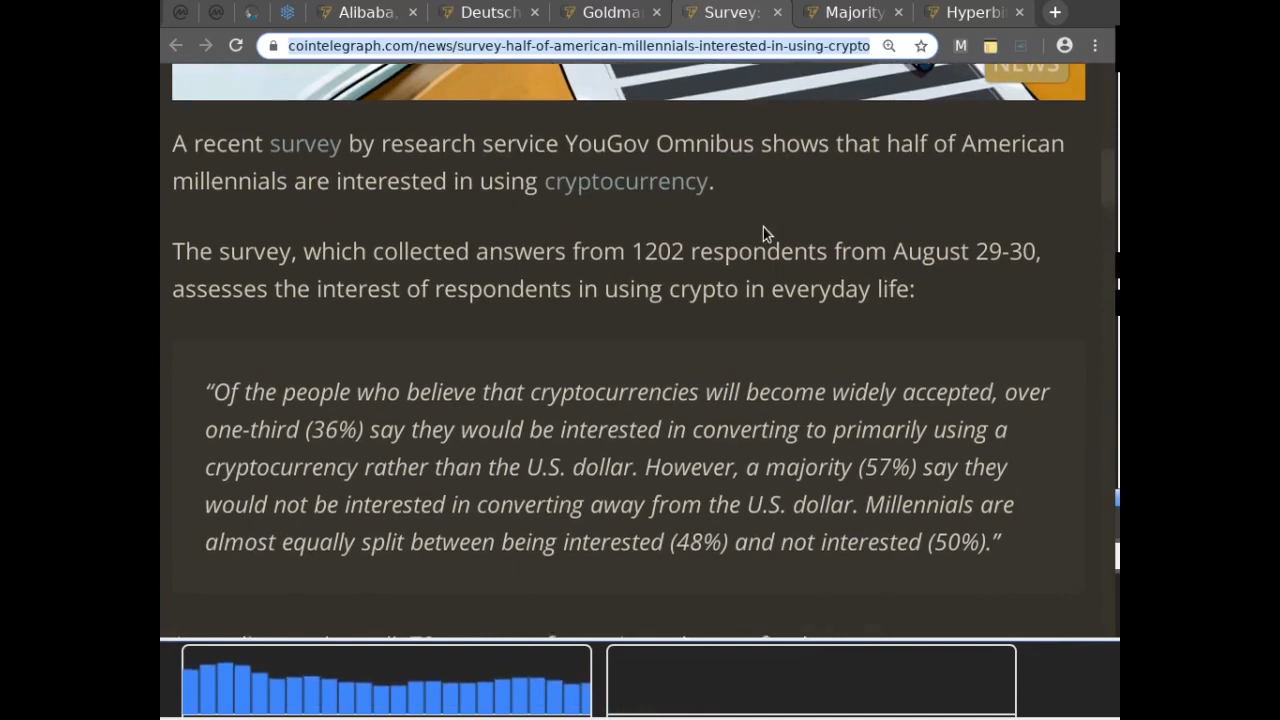 Alibaba, Deutsch Goldma Survey: Majority Hyperbi
cointelegraph.com/news/survey-half-of-american-millennials-interested-in-using-crypto
M
NEWS
A recent survey by research service YouGov Omnibus shows that half of American
millennials are interested in using cryptocurrency.
The survey, which collected answers from 1202 respondents from August 29-30,
assesses the interest of respondents in using crypto in everyday life:
“Of the people who believe that cryptocurrencies will become widely accepted, over
one-third (36%) say they would be interested in converting to primarily using a
cryptocurrency rather than the U.S. dollar. However, a majority (57%) say they
would not be interested in converting away from the U.S. dollar. Millennials are
almost equally split between being interested (48%) and not interested (50%).”